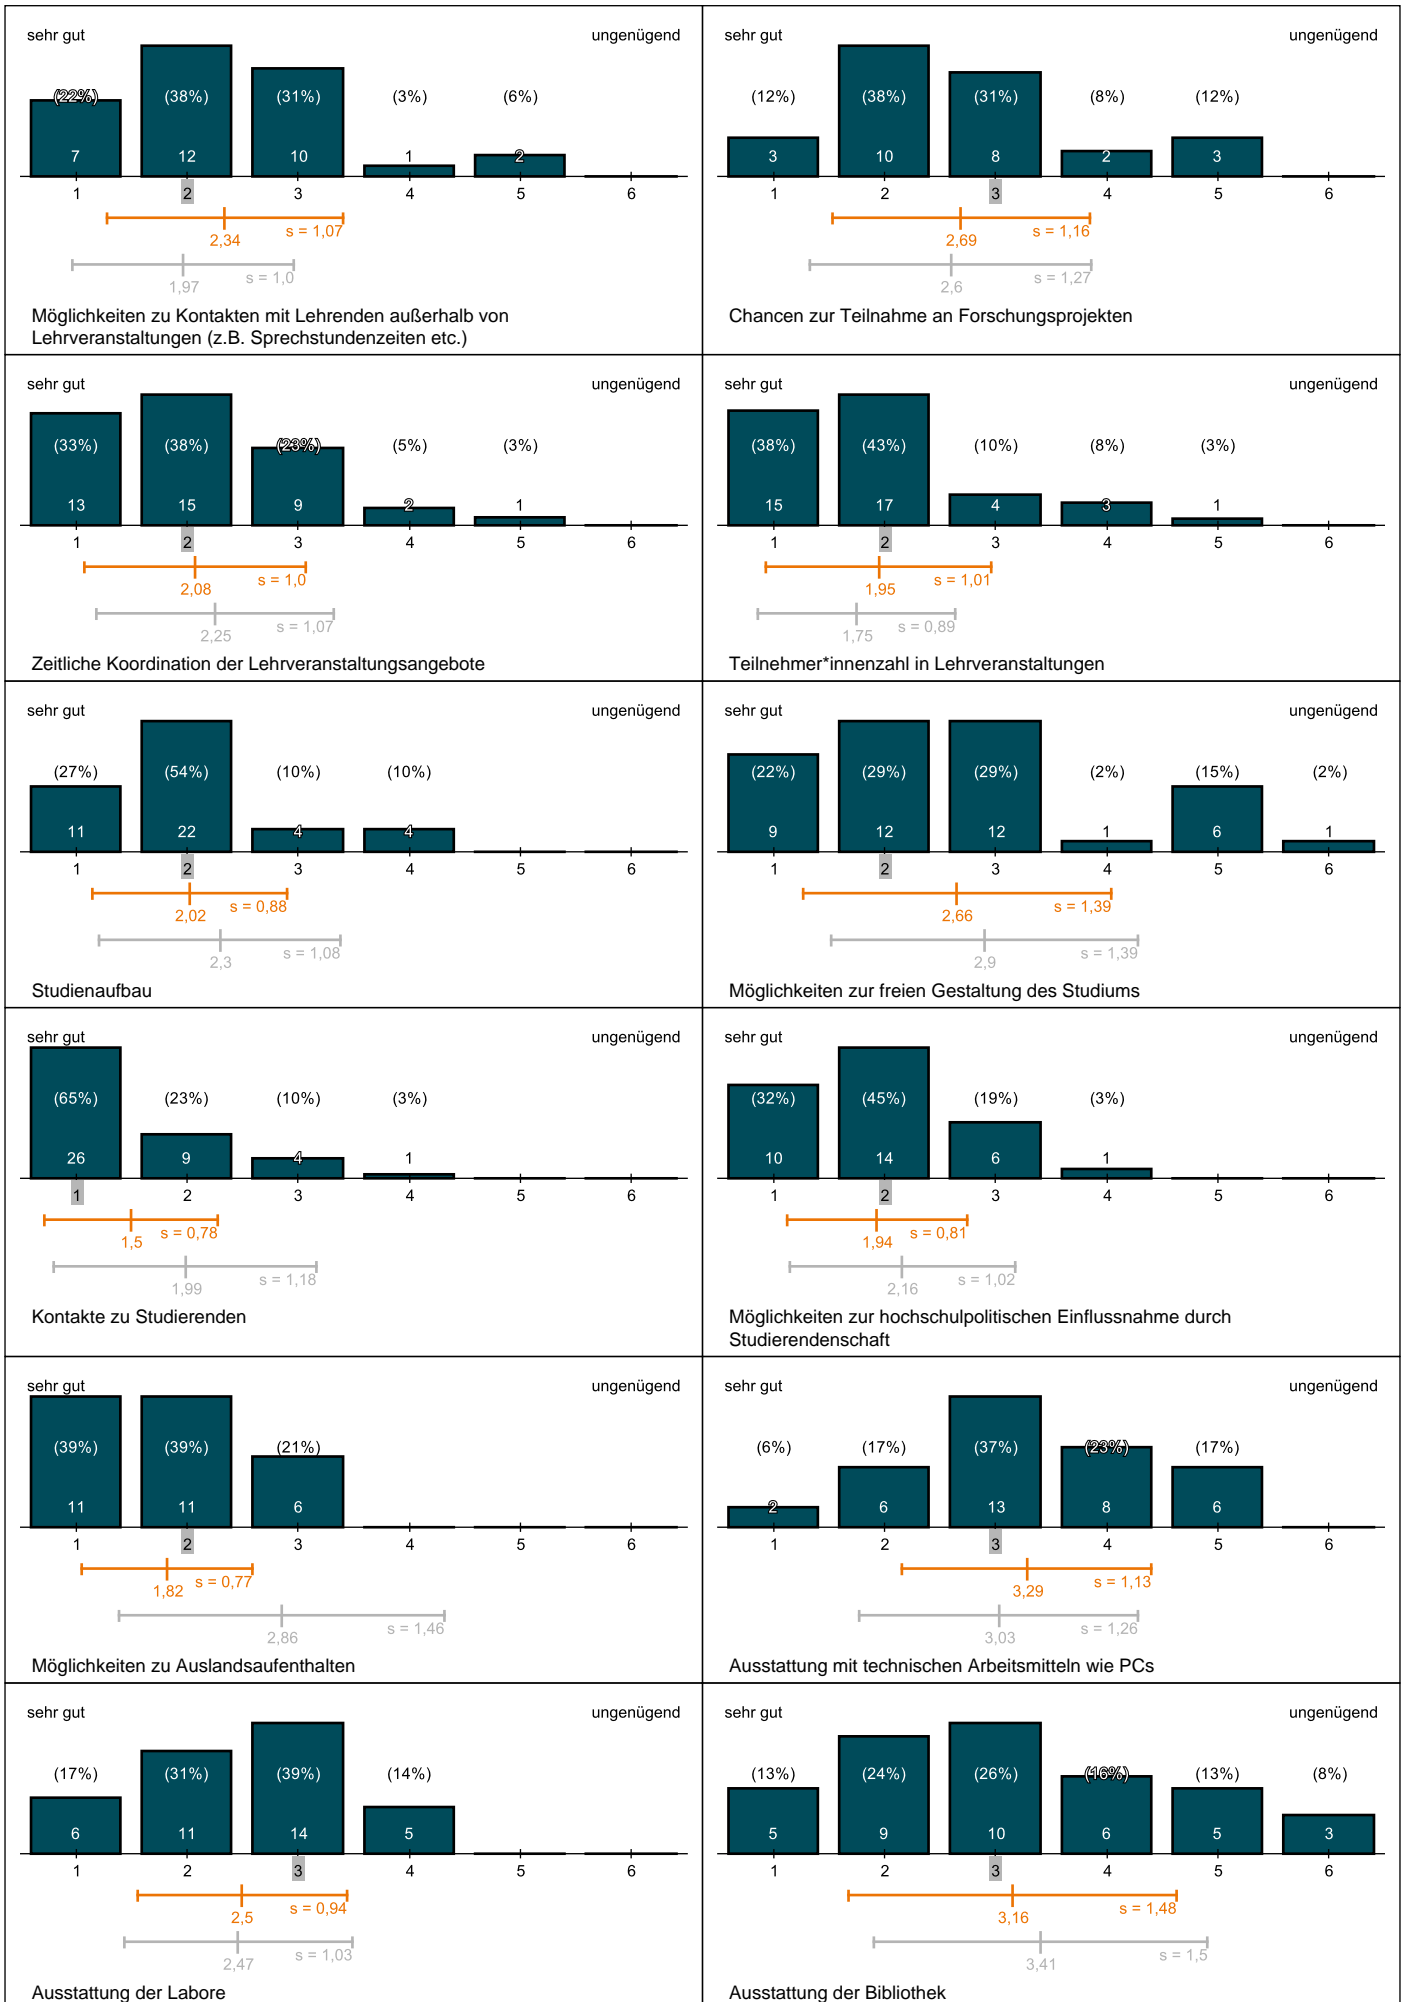 sehr gut ungenügend
(22%) (38%) (31%) (3%) (6%)
7 12 10 1 2
1 2 3 4 5 6
s = 1,07
2,34
s = 1,0
1,97
Möglichkeiten zu Kontakten mit Lehrenden außerhalb von
Lehrveranstaltungen (z.B. Sprechstundenzeiten etc.)
sehr gut ungenügend
(12%) (38%) (31%) (8%) (12%)
3 10 8 2 3
1 2 3 4 5 6
s = 1,16
2,69
s = 1,27
2,6
Chancen zur Teilnahme an Forschungsprojekten
sehr gut ungenügend
(33%) (38%) (23%) (5%) (3%)
13 15 9 2 1
1 2 3 4 5 6
s = 1,0
2,08
s = 1,07
2,25
Zeitliche Koordination der Lehrveranstaltungsangebote
sehr gut ungenügend
(38%) (43%) (10%) (8%) (3%)
15 17 4 3 1
1 2 3 4 5 6
s = 1,01
1,95
s = 0,89
1,75
Teilnehmer*innenzahl in Lehrveranstaltungen
sehr gut ungenügend
(27%) (54%) (10%) (10%)
11 22 4 4
1 2 3 4 5 6
s = 0,88
2,02
s = 1,08
2,3
Studienaufbau
sehr gut ungenügend
(22%) (29%) (29%) (2%) (15%) (2%)
9 12 12 1 6 1
1 2 3 4 5 6
s = 1,39
2,66
s = 1,39
2,9
Möglichkeiten zur freien Gestaltung des Studiums
sehr gut ungenügend
(65%) (23%) (10%) (3%)
26 9 4 1
1 2 3 4 5 6
s = 0,78
1,5
s = 1,18
1,99
Kontakte zu Studierenden
sehr gut ungenügend
(32%) (45%) (19%) (3%)
10 14 6 1
1 2 3 4 5 6
s = 0,81
1,94
s = 1,02
2,16
Möglichkeiten zur hochschulpolitischen Einflussnahme durch
Studierendenschaft
sehr gut ungenügend
(39%) (39%) (21%)
11 11 6
1 2 3 4 5 6
s = 0,77
1,82
s = 1,46
2,86
Möglichkeiten zu Auslandsaufenthalten
sehr gut ungenügend
(6%) (17%) (37%) (23%) (17%)
2 6 13 8 6
1 2 3 4 5 6
s = 1,13
3,29
s = 1,26
3,03
Ausstattung mit technischen Arbeitsmitteln wie PCs
sehr gut ungenügend
(17%) (31%) (39%) (14%)
6 11 14 5
1 2 3 4 5 6
s = 0,94
2,5
s = 1,03
2,47
Ausstattung der Labore
sehr gut ungenügend
(13%) (24%) (26%) (16%) (13%) (8%)
5 9 10 6 5 3
1 2 3 4 5 6
s = 1,48
3,16
s = 1,5
3,41
Ausstattung der Bibliothek